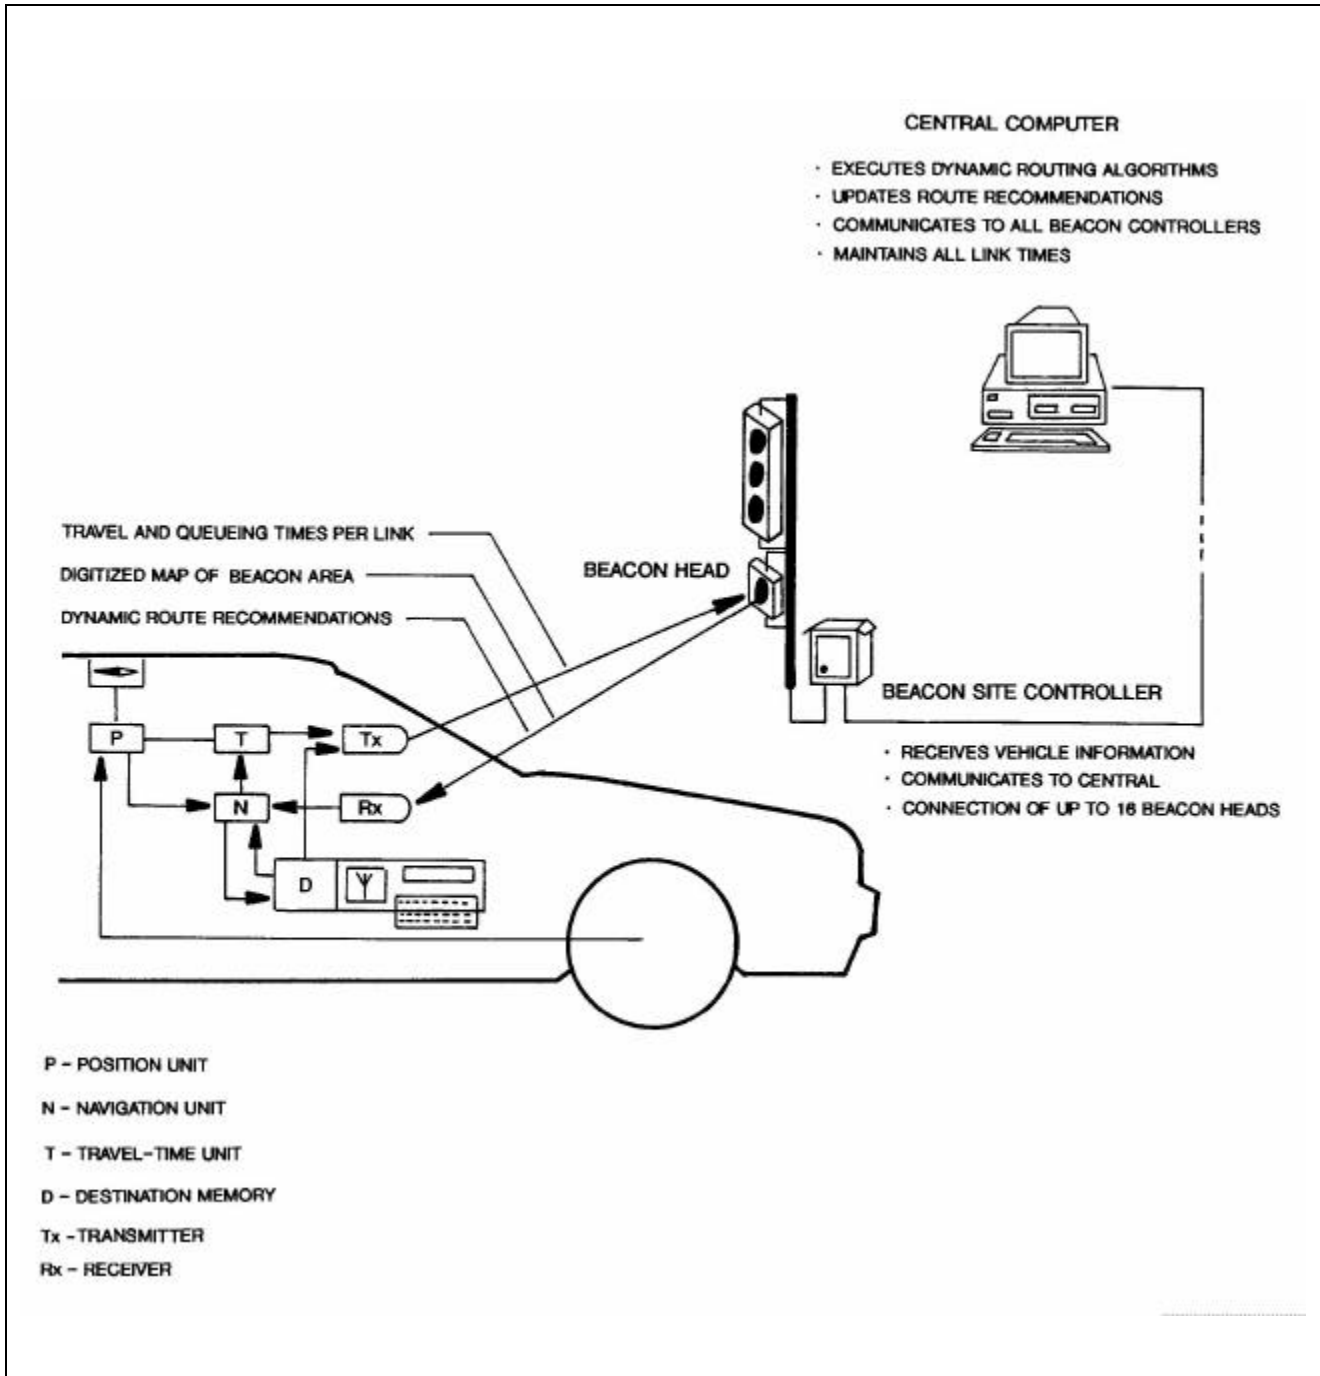 CENTRAL COMPUTER
· EXECUTES DYNAMIC ROUTING ALGORITHMS
· UPDATES ROUTE RECOMMENDATIONS
· COMMUNICATES TO ALL BEACON CONTROLLERS
· MAINTAINS ALL LINK TIMES
TRAVEL AND QUEUEING TIMES PER LINK
DIGITIZED MAP OF BEACON AREA
DYNAMIC ROUTE RECOMMENDATIONS
BEACON HEAD
BEACON SITE CONTROLLER
· RECEIVES VEHICLE INFORMATION
· COMMUNICATES TO CENTRAL
· CONNECTION OF UP TO 16 BEACON HEADS
P
T
Tx
N
Rx
D
P - POSITION UNIT
N - NAVIGATION UNIT
T - TRAVEL-TIME UNIT
D - DESTINATION MEMORY
Tx -TRANSMITTER
Rx - RECEIVER